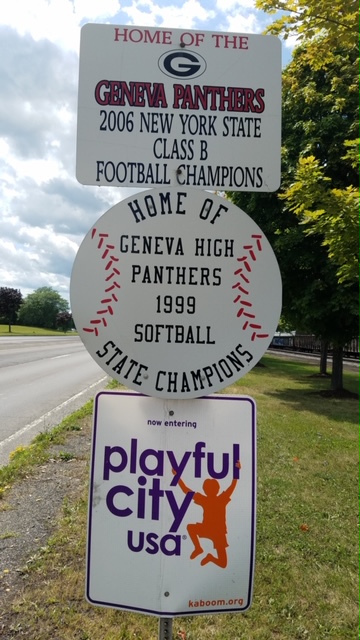 HOME OF THE
G
GENEVA PANTHERS
2006 NEW YORK STATE
CLASS B
FOOTBALL CHAMPIONS
HOME OF
GENEVA HIGH
PANTHERS
1999
SOFTBALL
STATE CHAMPIONS
now entering
playful
city
usa®
kaboom.org